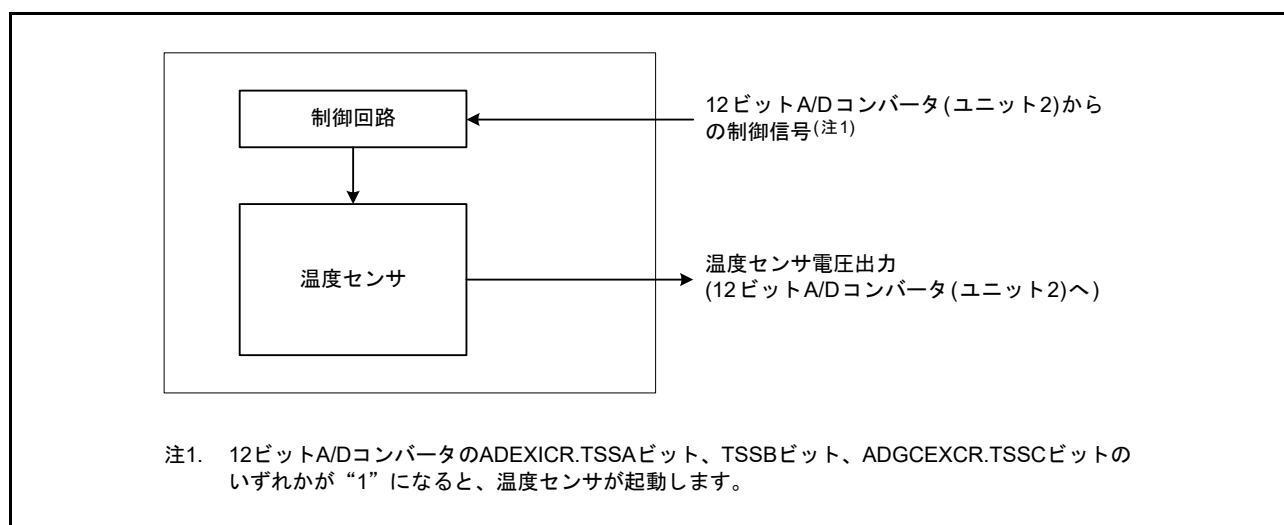 制御回路
12ビットA/Dコンバータ(ユニット2)から
の制御信号(注1)
温度センサ
温度センサ電圧出力
(12ビットA/Dコンバータ(ユニット2)へ)
注1. 12ビットA/DコンバータのADEXICR.TSSAビット、TSSBビット、ADGCEXCR.TSSCビットの
いずれかが“1”になると、温度センサが起動します。